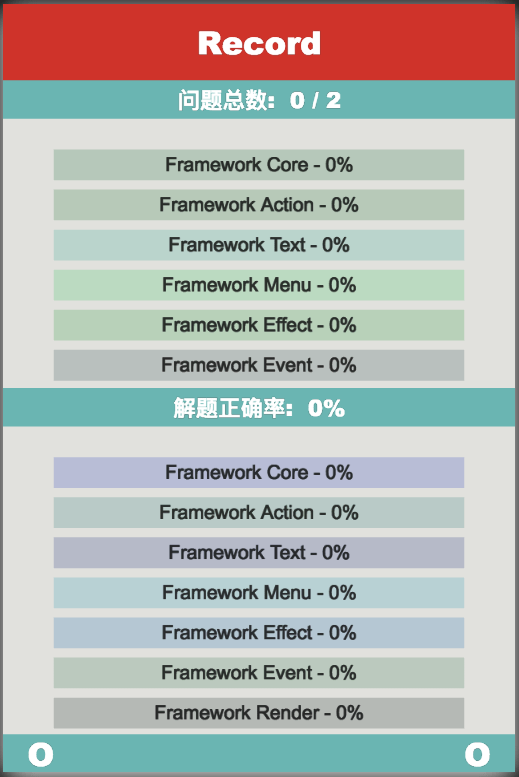 Record
问题总数: 0 / 2
Framework Core - 0%
Framework Action - 0%
Framework Text - 0%
Framework Menu - 0%
Framework Effect - 0%
Framework Event - 0%
解题正确率: 0%
Framework Core - 0%
Framework Action - 0%
Framework Text - 0%
Framework Menu - 0%
Framework Effect - 0%
Framework Event - 0%
Framework Render - 0%
0 0